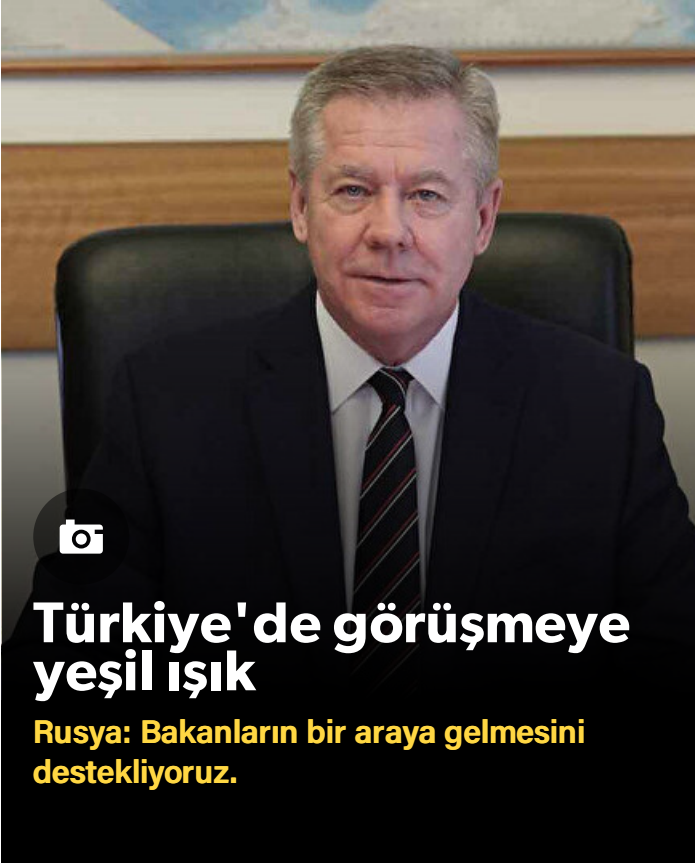 Türkiye'de görüşmeye
yeşil ışık
Rusya: Bakanların bir araya gelmesini
destekliyoruz.